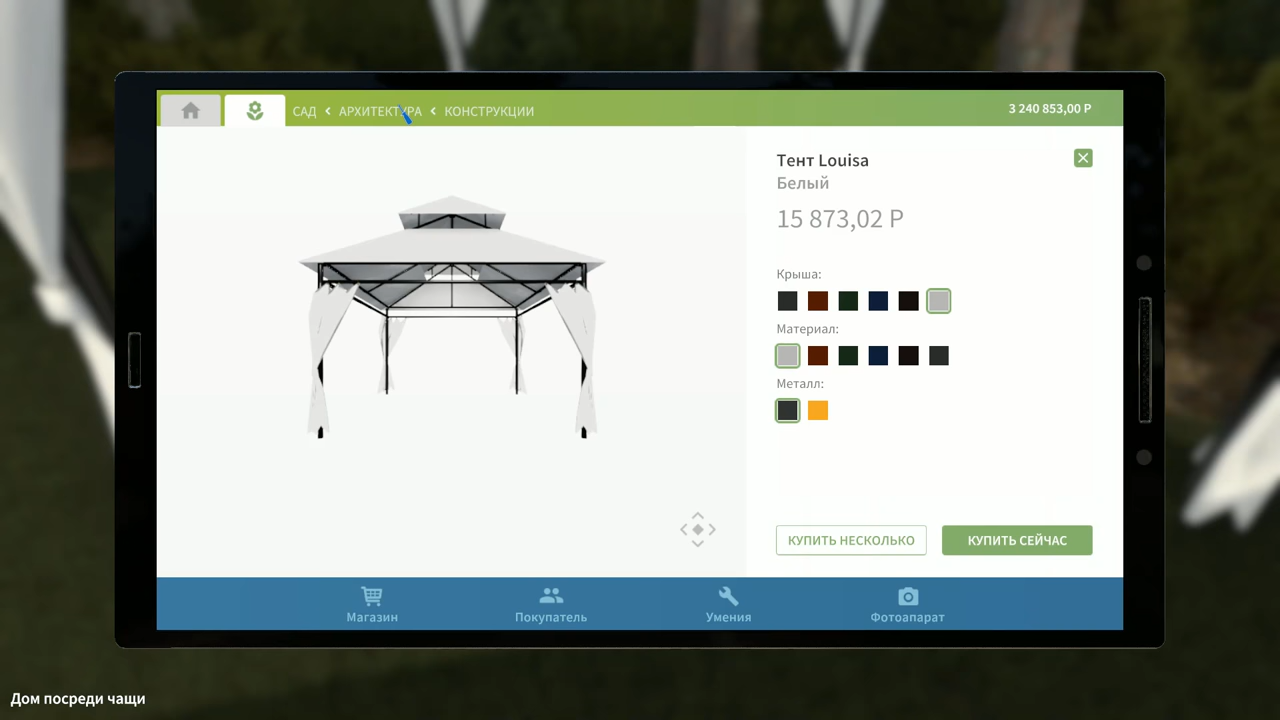 САД < АРХИТЕКТУРА < КОНСТРУКЦИИ
3 240 853,00 Р
Тент Louisa
Белый
15 873,02 Р
Крыша:
Материал:
Металл:
КУПИТЬ НЕСКОЛЬКО
КУПИТЬ СЕЙЧАС
Магазин
Покупатель
Умения
Фотоаппарат
Дом посреди чащи